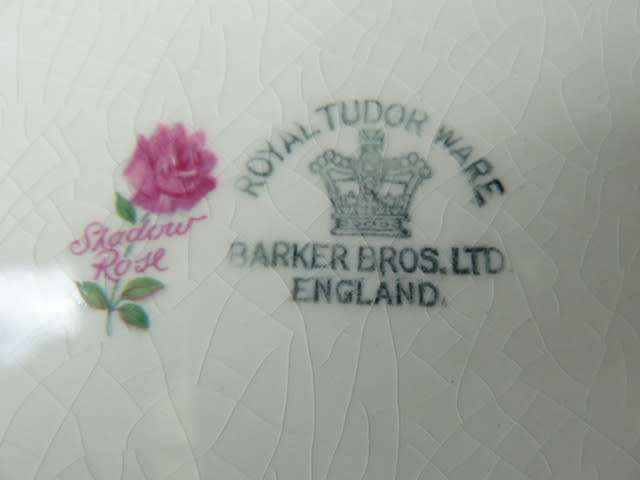 Shadow
Rose
ROYAL TUDOR WARE
BARKER BROS. LTD
ENGLAND.